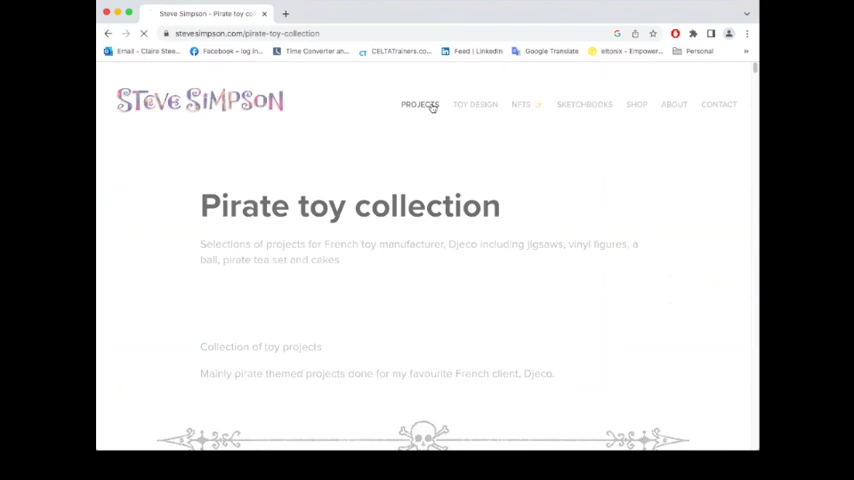 Steve Simpson - Pirate toy col
stevesimpson.com/pirate-toy-collection
Email - Claire Stee... Facebook – log in... Time Converter an... CELTATrainers.co... Feed | LinkedIn Google Translate eltonix - Empower... Personal »
STEVE SIMPSON
PROJECTS TOY DESIGN NFTS SKETCHBOOKS SHOP ABOUT CONTACT
Pirate toy collection
Selections of projects for French toy manufacturer, Djeco including jigsaws, vinyl figures, a
ball, pirate tea set and cakes
Collection of toy projects
Mainly pirate themed projects done for my favourite French client, Djeco.